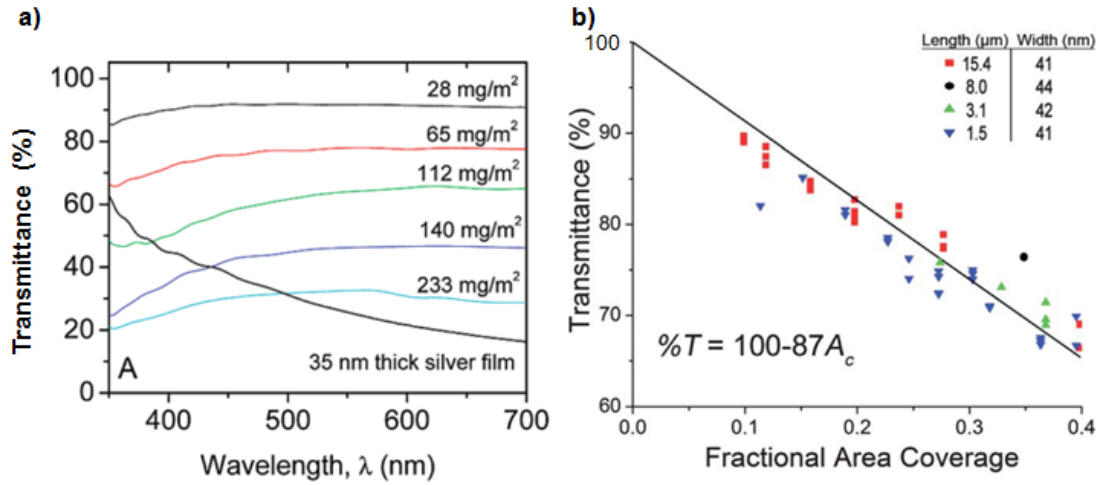 a)
100
80
60
40
20
0
Transmittance (%)
28 mg/m²
65 mg/m²
112 mg/m²
140 mg/m²
233 mg/m²
A
35 nm thick silver film
400 500 600 700
Wavelength, λ (nm)
b)
100
90
80
70
60
Transmittance (%)
Length (μm) Width (nm)
15.4 41
8.0 44
3.1 42
1.5 41
%T = 100-87A_c
0.0 0.1 0.2 0.3 0.4
Fractional Area Coverage